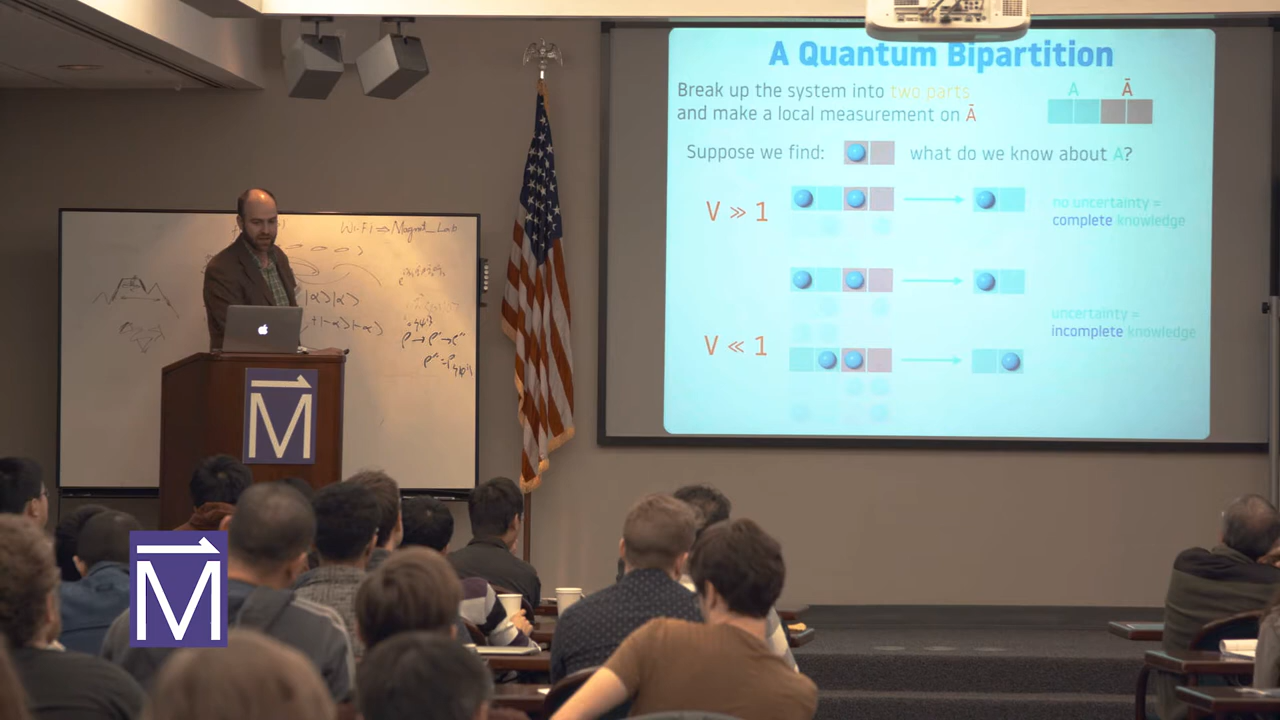 A Quantum Bipartition
Break up the system into two parts
and make a local measurement on Ā
A Ā
Suppose we find: what do we know about A?
V ≫ 1
no uncertainty =
complete knowledge
uncertainty =
incomplete knowledge
V ≪ 1
Wi-Fi ⇒ Magnet_Lab
|α>|α>
+|-α>|-α>
ρ→ρ'→ρ''
M
M